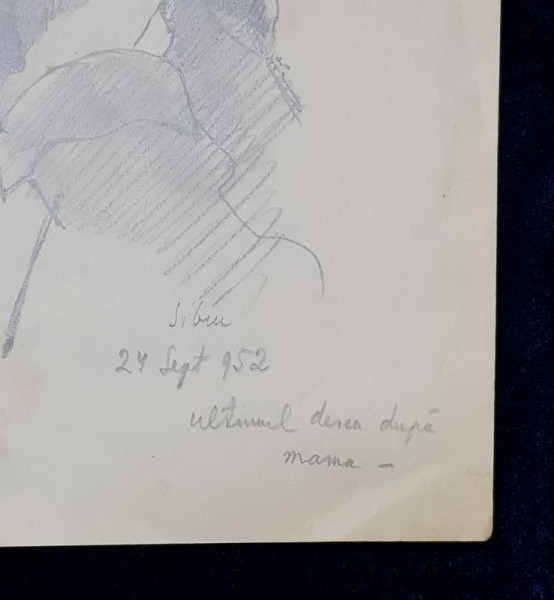 Sibiu
24 Sept 952
ultimul desen după
mama –